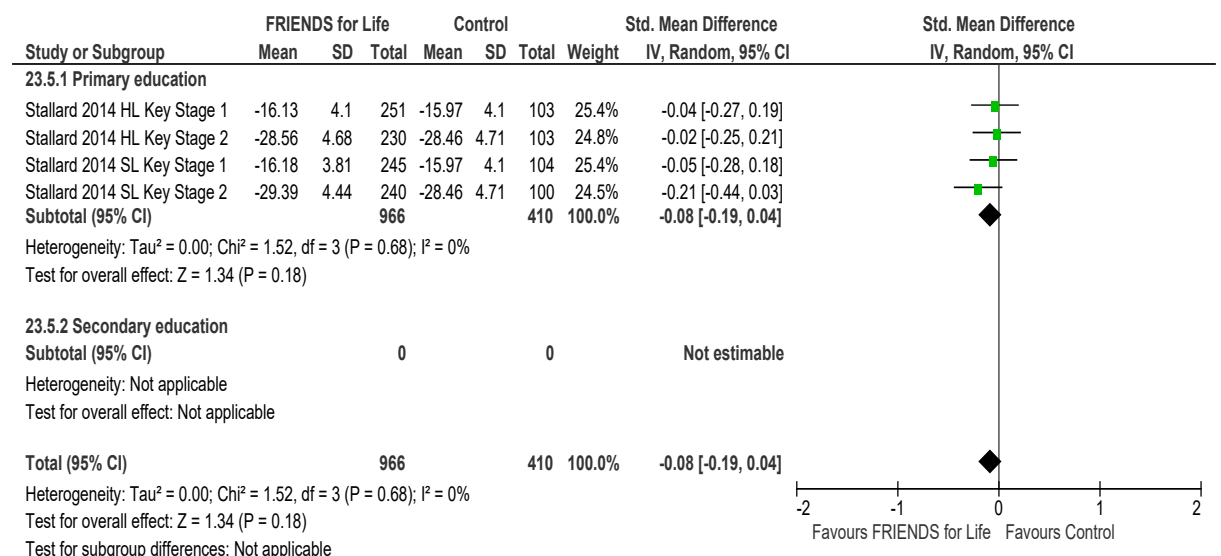 FRIENDS for Life Control Std. Mean Difference Std. Mean Difference
Study or Subgroup Mean SD Total Mean SD Total Weight IV, Random, 95% CI IV, Random, 95% CI
23.5.1 Primary education
Stallard 2014 HL Key Stage 1 -16.13 4.1 251 -15.97 4.1 103 25.4% -0.04 [-0.27, 0.19]
Stallard 2014 HL Key Stage 2 -28.56 4.68 230 -28.46 4.71 103 24.8% -0.02 [-0.25, 0.21]
Stallard 2014 SL Key Stage 1 -16.18 3.81 245 -15.97 4.1 104 25.4% -0.05 [-0.28, 0.18]
Stallard 2014 SL Key Stage 2 -29.39 4.44 240 -28.46 4.71 100 24.5% -0.21 [-0.44, 0.03]
Subtotal (95% CI) 966 410 100.0% -0.08 [-0.19, 0.04]
Heterogeneity: Tau² = 0.00; Chi² = 1.52, df = 3 (P = 0.68); I² = 0%
Test for overall effect: Z = 1.34 (P = 0.18)
23.5.2 Secondary education
Subtotal (95% CI) 0 0 Not estimable
Heterogeneity: Not applicable
Test for overall effect: Not applicable
Total (95% CI) 966 410 100.0% -0.08 [-0.19, 0.04]
Heterogeneity: Tau² = 0.00; Chi² = 1.52, df = 3 (P = 0.68); I² = 0%
Test for overall effect: Z = 1.34 (P = 0.18)
Test for subgroup differences: Not applicable
-2 -1 0 1 2
Favours FRIENDS for Life Favours Control